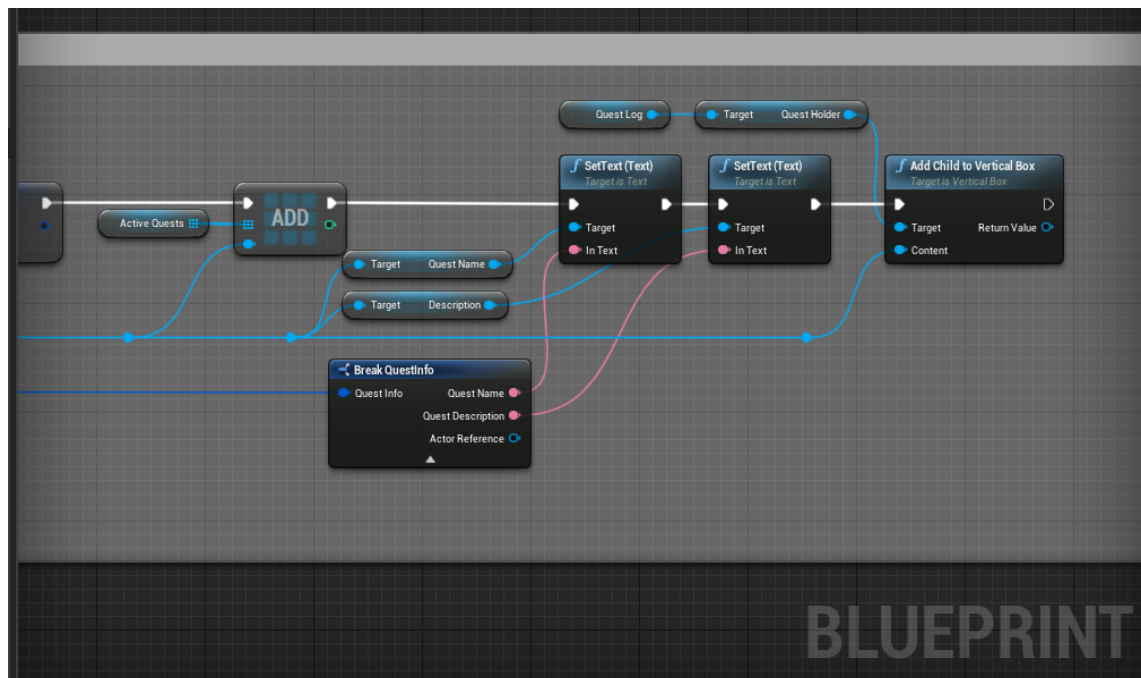 Quest Log
Target Quest Holder
f SetText (Text)
Target is Text
f SetText (Text)
Target is Text
f Add Child to Vertical Box
Target is Vertical Box
Active Quests
ADD
Target
In Text
Target
In Text
Target Return Value
Content
Target Quest Name
Target Description
Break QuestInfo
Quest Info Quest Name
Quest Description
Actor Reference
BLUEPRINT